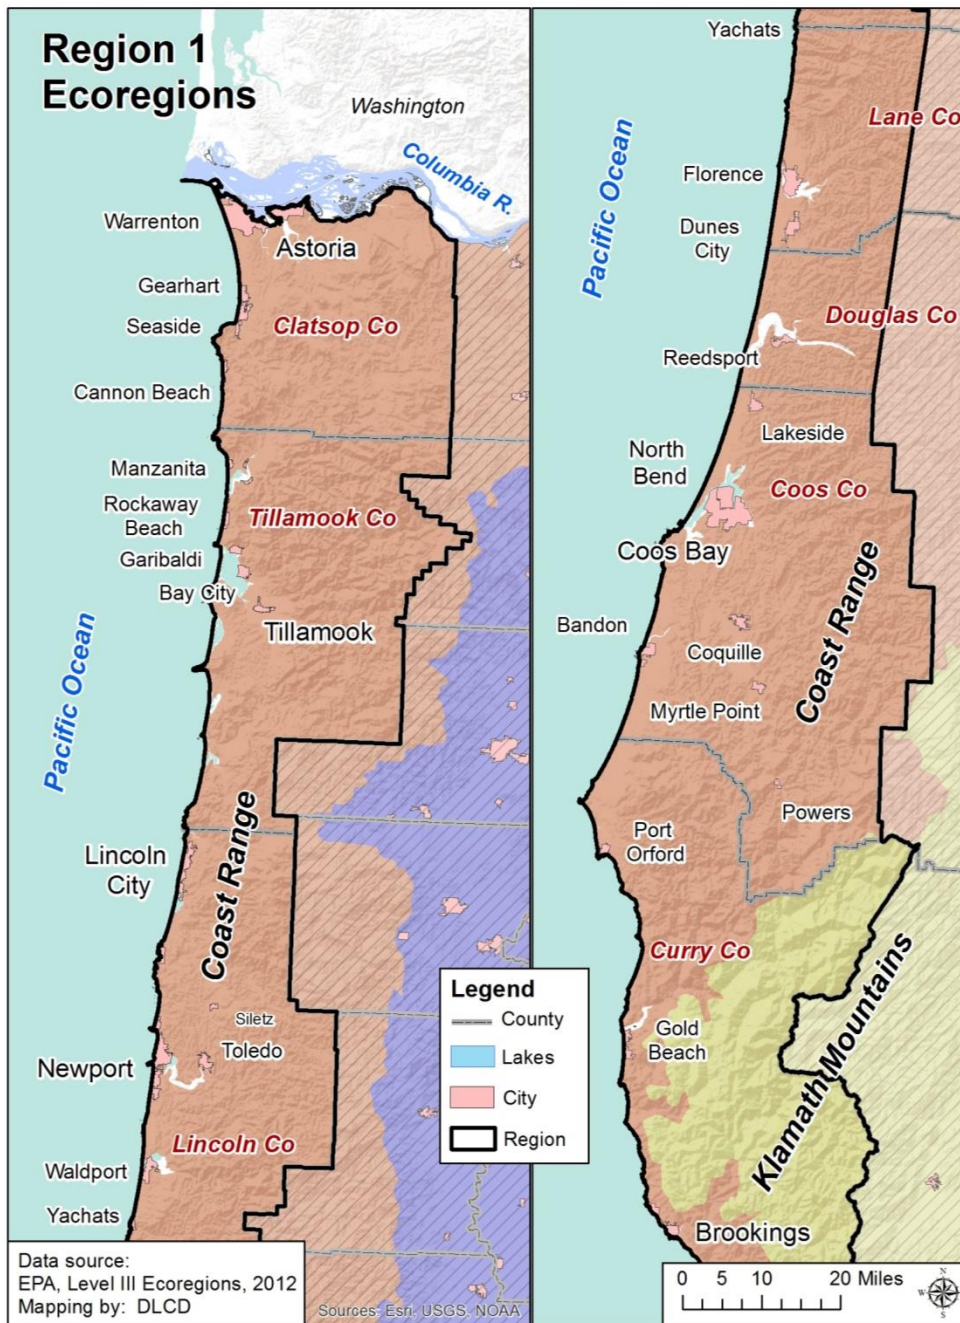 Region 1
Ecoregions
Washington
Columbia R.
Warrenton
Astoria
Gearhart
Seaside
Clatsop Co
Cannon Beach
Manzanita
Rockaway
Beach
Tillamook Co
Garibaldi
Bay City
Tillamook
Pacific Ocean
Lincoln
City
Coast Range
Siletz
Toledo
Newport
Lincoln Co
Waldport
Yachats
Data source:
EPA, Level III Ecoregions, 2012
Mapping by: DLCD
Sources: Esri, USGS, NOAA
Legend
County
Lakes
City
Region
Yachats
Lane Co
Pacific Ocean
Florence
Dunes
City
Douglas Co
Reedsport
Lakeside
North
Bend
Coos Co
Coos Bay
Coast Range
Bandon
Coquille
Myrtle Point
Powers
Port
Orford
Curry Co
Gold
Beach
Klamath Mountains
Brookings
0 5 10 20 Miles
N
W E
S